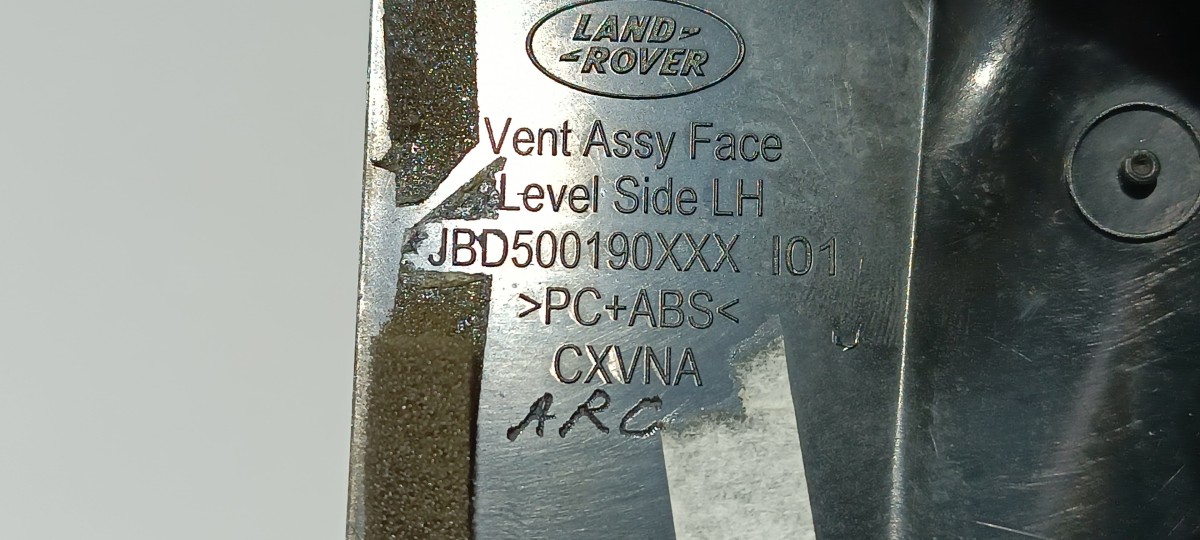 LAND-
-ROVER
Vent Assy Face
Level Side LH
JBD500190XXX I01
>PC+ABS<
CXVNA
ARC